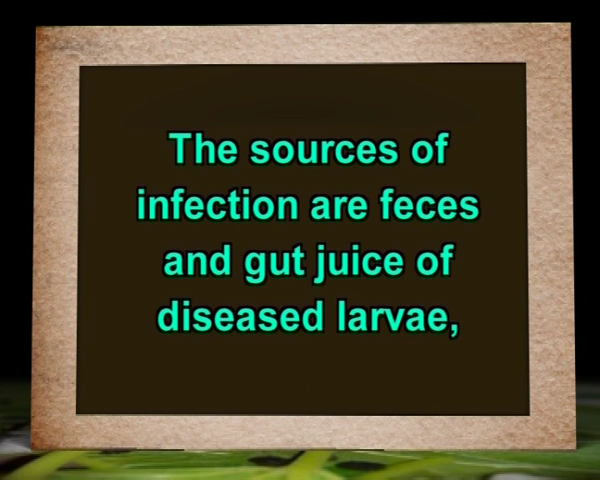 The sources of
infection are feces
and gut juice of
diseased larvae,